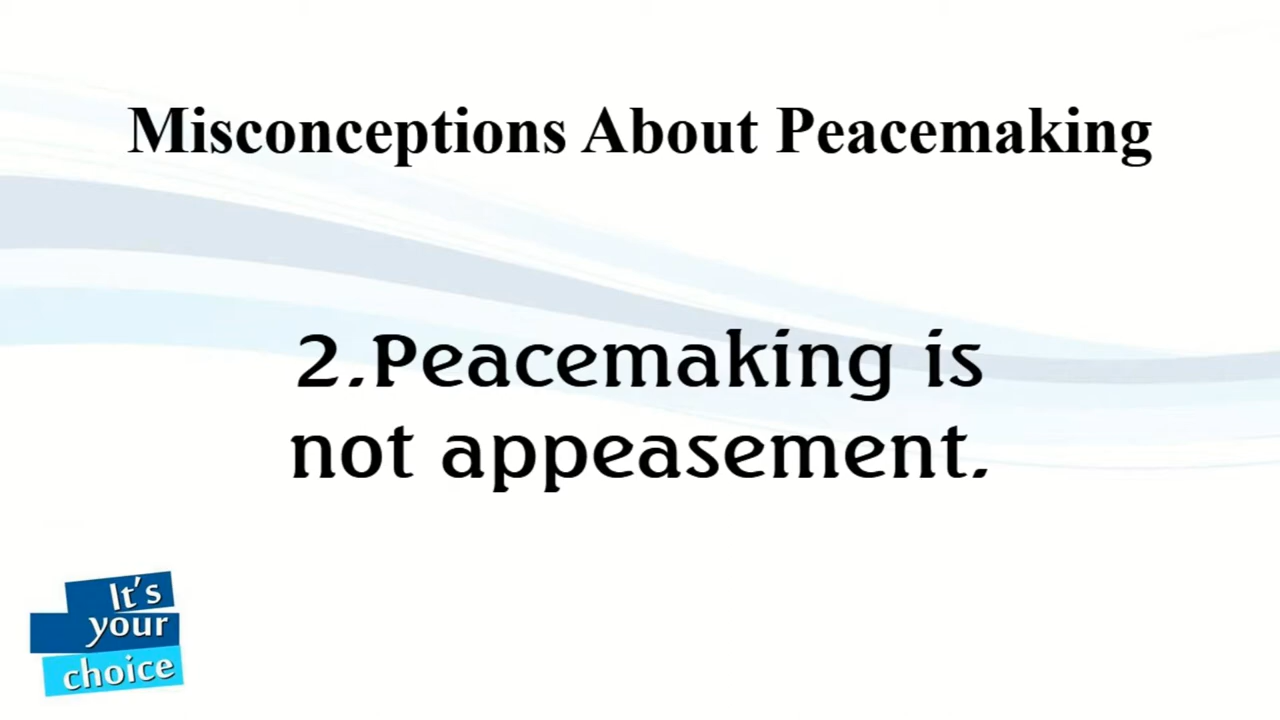 Misconceptions About Peacemaking
2.Peacemaking is
not appeasement.
It's
your
choice